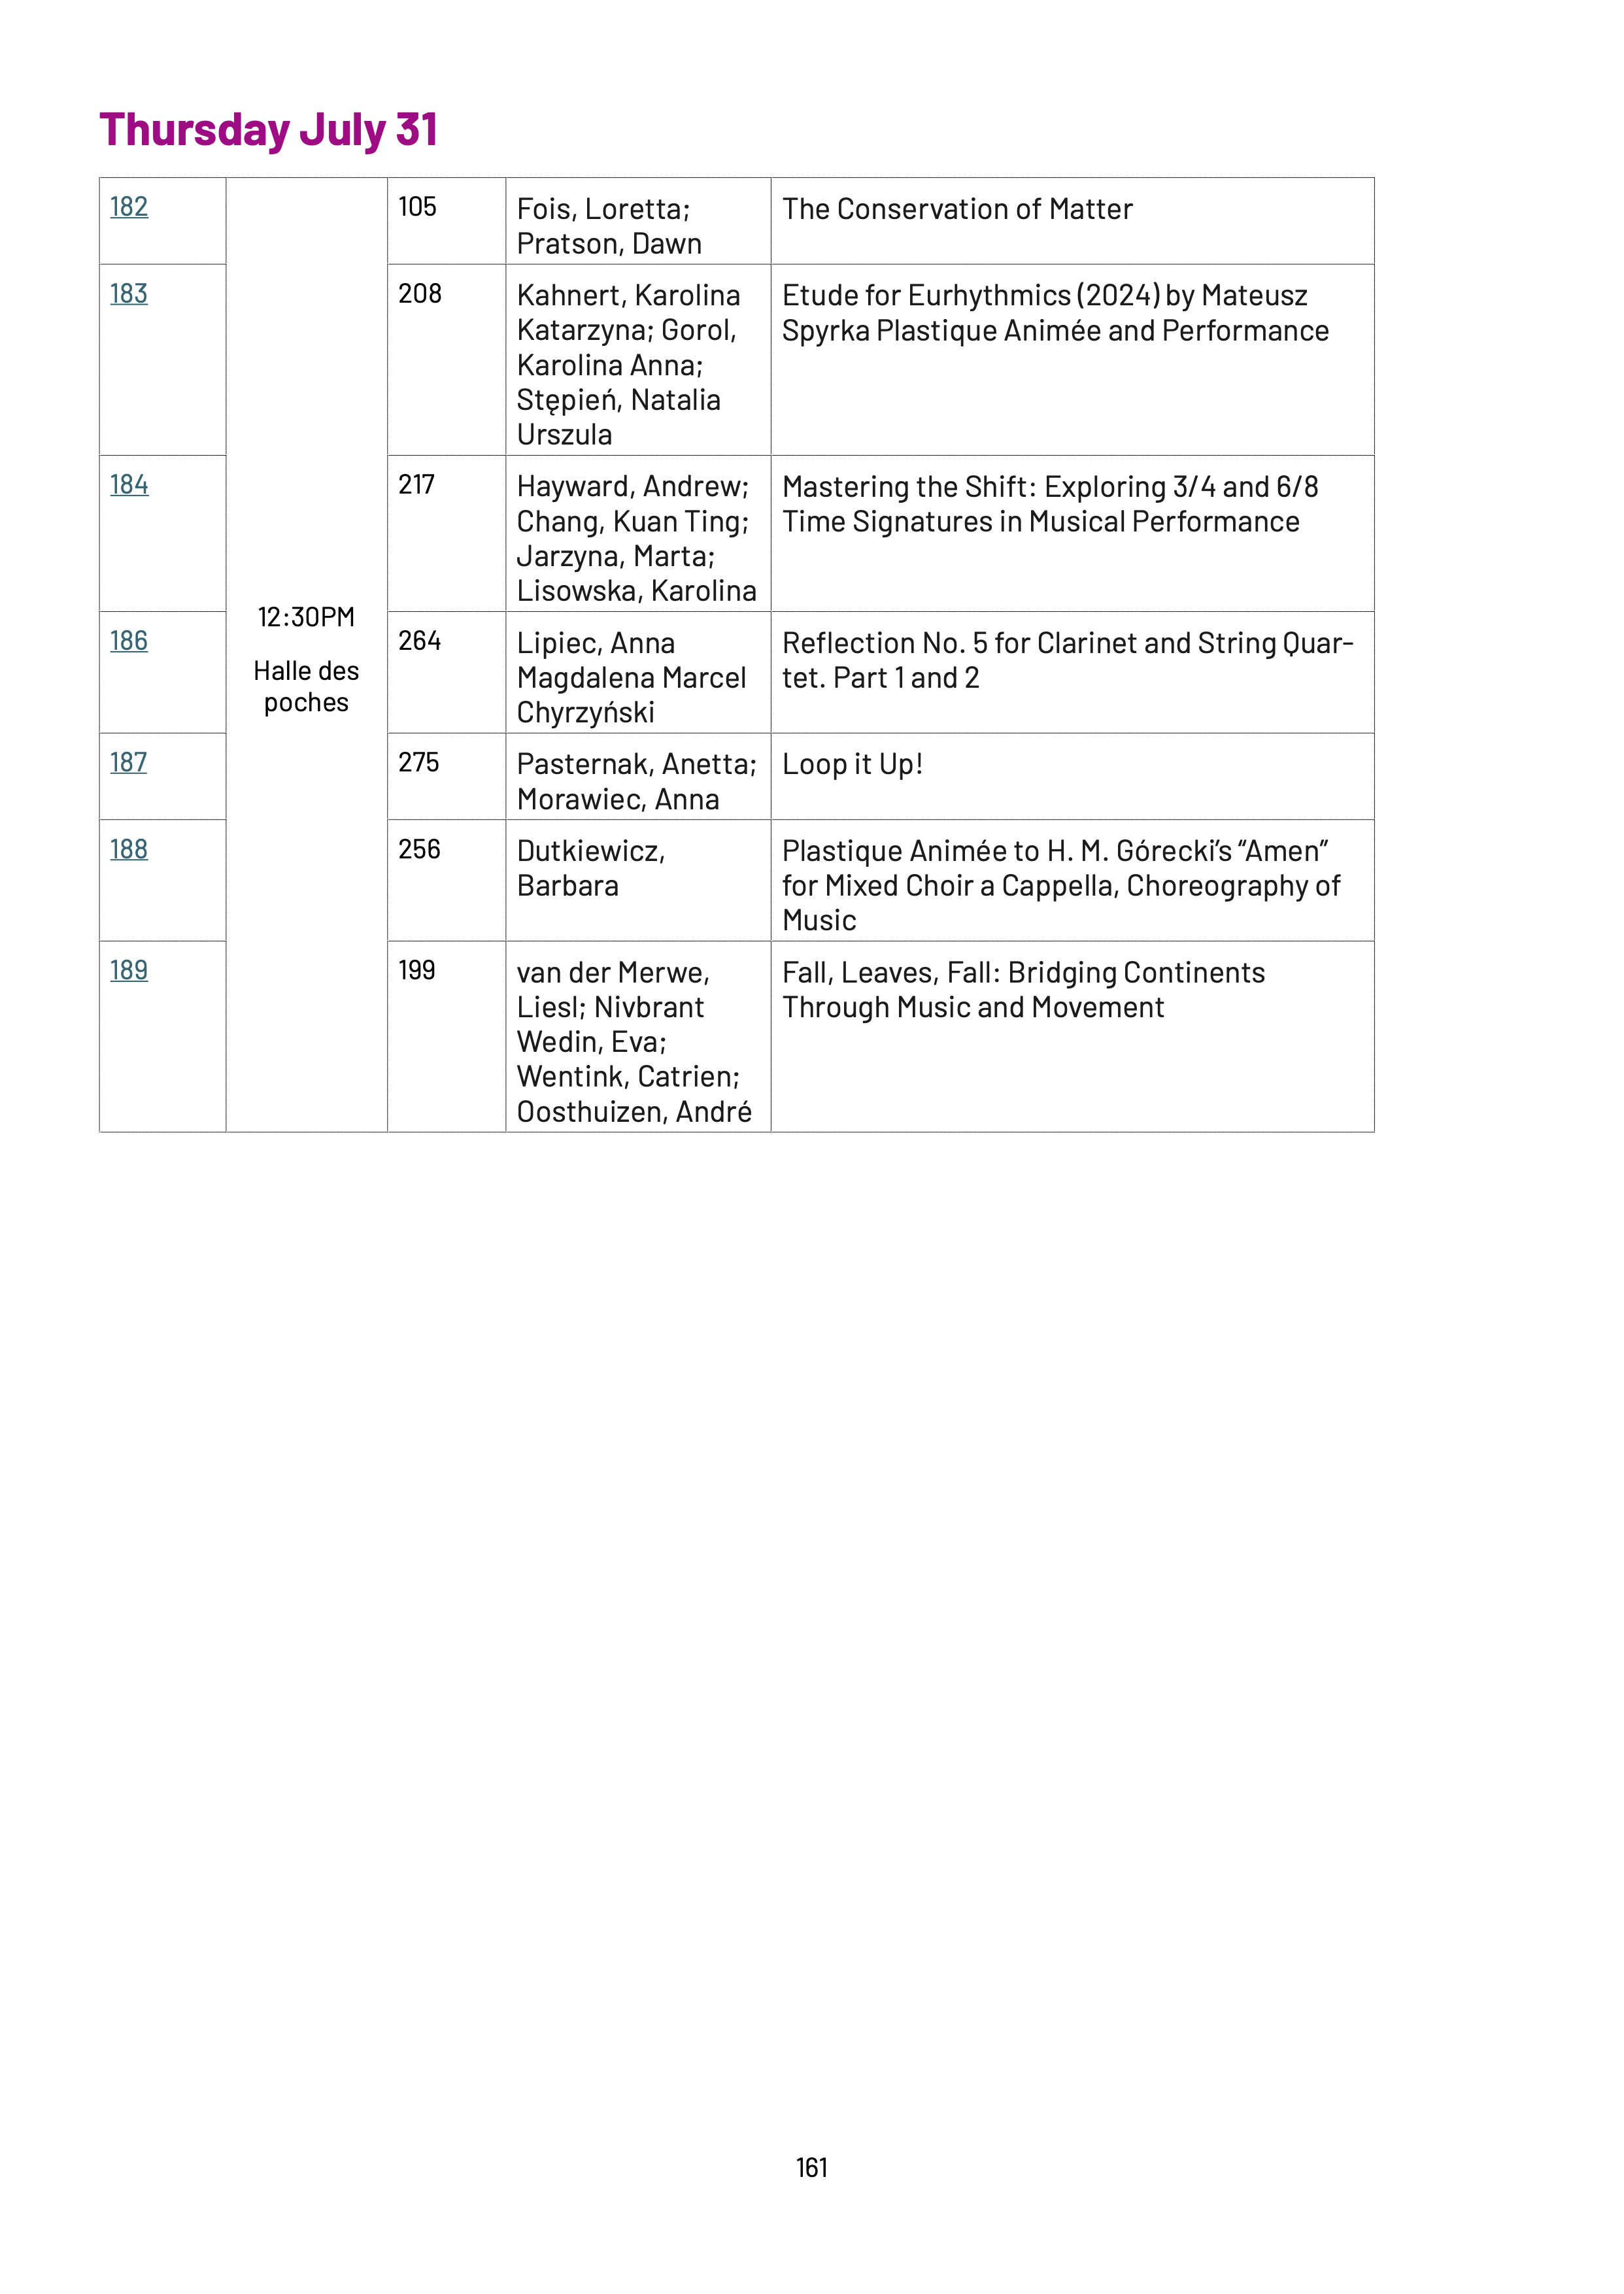 Thursday July 31
182
12:30PM
Halle des
poches
105
Fois, Loretta;
Pratson, Dawn
The Conservation of Matter
183
208
Kahnert, Karolina
Katarzyna; Gorol,
Karolina Anna;
Stępień, Natalia
Urszula
Etude for Eurhythmics (2024) by Mateusz
Spyrka Plastique Animée and Performance
184
217
Hayward, Andrew;
Chang, Kuan Ting;
Jarzyna, Marta;
Lisowska, Karolina
Mastering the Shift: Exploring 3/4 and 6/8
Time Signatures in Musical Performance
186
264
Lipiec, Anna
Magdalena Marcel
Chyrzyński
Reflection No. 5 for Clarinet and String Quar-
tet. Part 1 and 2
187
275
Pasternak, Anetta;
Morawiec, Anna
Loop it Up!
188
256
Dutkiewicz,
Barbara
Plastique Animée to H. M. Górecki’s “Amen”
for Mixed Choir a Cappella, Choreography of
Music
189
199
van der Merwe,
Liesl; Nivbrant
Wedin, Eva;
Wentink, Catrien;
Oosthuizen, André
Fall, Leaves, Fall: Bridging Continents
Through Music and Movement
161